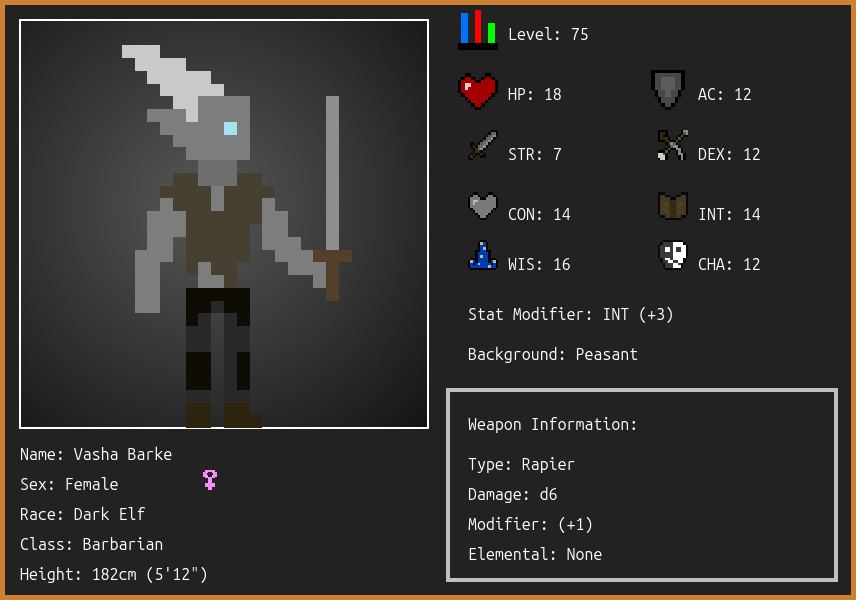 Level: 75
HP: 18
AC: 12
STR: 7
DEX: 12
CON: 14
INT: 14
WIS: 16
CHA: 12
Stat Modifier: INT (+3)
Background: Peasant
Weapon Information:
Type: Rapier
Damage: d6
Modifier: (+1)
Elemental: None
Name: Vasha Barke
Sex: Female
Race: Dark Elf
Class: Barbarian
Height: 182cm (5'12")